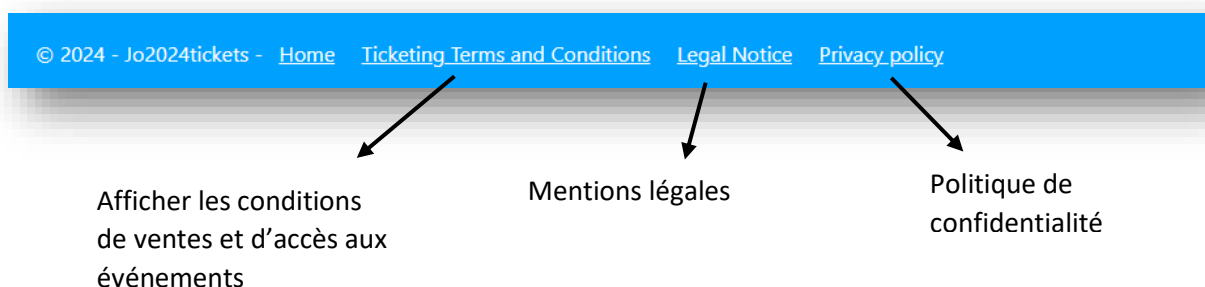 © 2024 - Jo2024tickets - Home Ticketing Terms and Conditions Legal Notice Privacy policy
Afficher les conditions
de ventes et d’accès aux
événements
Mentions légales
Politique de
confidentialité